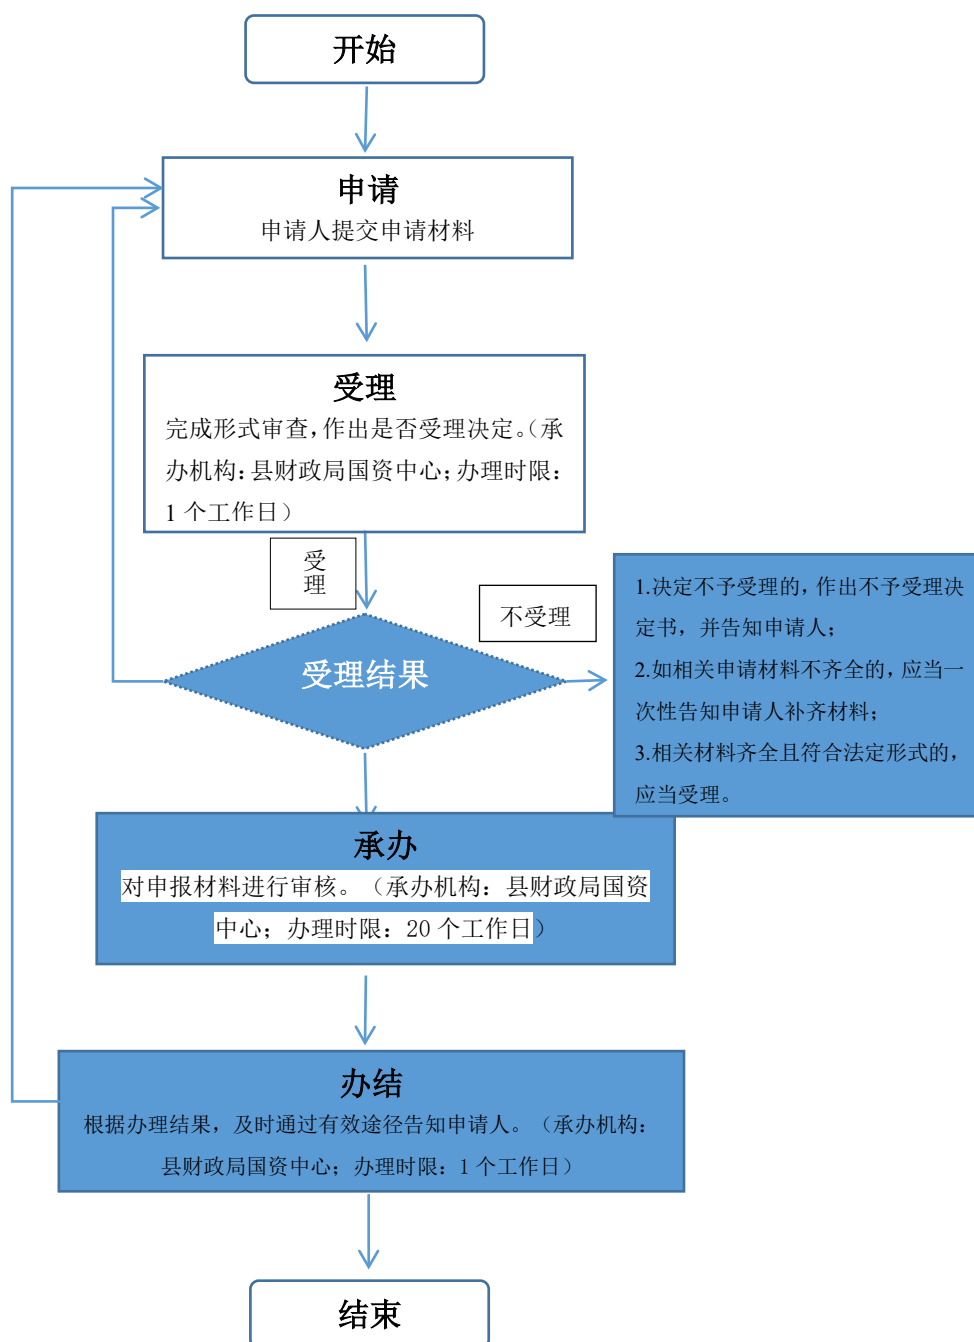 开始
申请
申请人提交申请材料
受理
完成形式审查,作出是否受理决定。（承
办机构:县财政局国资中心;办理时限:
1 个工作日）
受
理
不受理
受理结果
1.决定不予受理的,作出不予受理决
定书，并告知申请人;
2.如相关申请材料不齐全的,应当一
次性告知申请人补齐材料;
3.相关材料齐全且符合法定形式的,
应当受理。
承办
对申报材料进行审核。（承办机构：县财政局国资
中心；办理时限：20 个工作日）
办结
根据办理结果，及时通过有效途径告知申请人。（承办机构：
县财政局国资中心；办理时限：1 个工作日）
结束